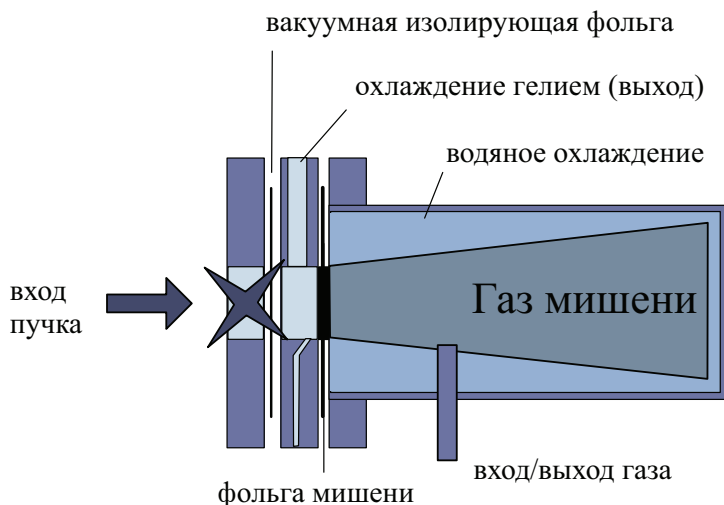 вакуумная изолирующая фольга
охлаждение гелием (выход)
водяное охлаждение
вход
пучка
Газ мишени
вход/выход газа
фольга мишени